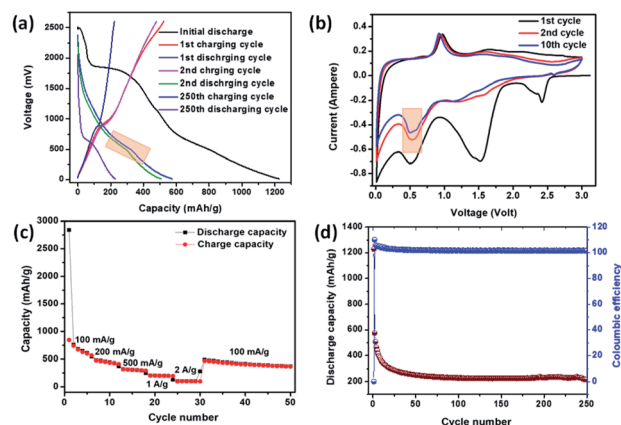 (a)
Initial discharge
1st charging cycle
1st dischrging cycle
2nd chrging cycle
2nd dischrging cycle
250th charging cycle
250th discharging cycle
Voltage (mV)
2500
2000
1500
1000
500
0
0 200 400 600 800 1000 1200
Capacity (mAh/g)
(b)
1st cycle
2nd cycle
10th cycle
Current (Ampere)
0.4
0.2
0.0
-0.2
-0.4
-0.6
-0.8
0.0 0.5 1.0 1.5 2.0 2.5 3.0
Voltage (Volt)
(c)
Discharge capacity
Charge capacity
Capacity (mAh/g)
3000
2500
2000
1500
1000
500
0
100 mA/g
200 mA/g
500 mA/g
1 A/g
2 A/g
100 mA/g
0 10 20 30 40 50
Cycle number
(d)
Discharge capacity (mAh/g)
1400
1200
1000
800
600
400
200
Coloumbic efficiency
120
100
80
60
40
20
0
0 50 100 150 200 250
Cycle number